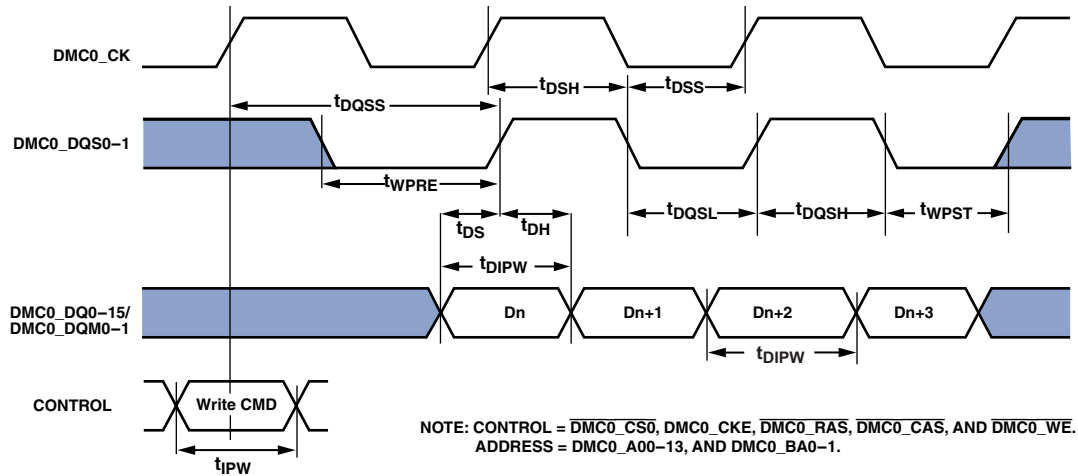 DMC0_CK
tDSH
tDSS
tDQSS
DMC0_DQS0–1
tWPRE
tDQSL
tDQSH
tWPST
tDS
tDH
tDIPW
DMC0_DQ0–15/
DMC0_DQM0–1
Dn
Dn+1
Dn+2
Dn+3
tDIPW
CONTROL
Write CMD
tIPW
NOTE: CONTROL = DMC0_CS0, DMC0_CKE, DMC0_RAS, DMC0_CAS, AND DMC0_WE.
ADDRESS = DMC0_A00-13, AND DMC0_BA0-1.